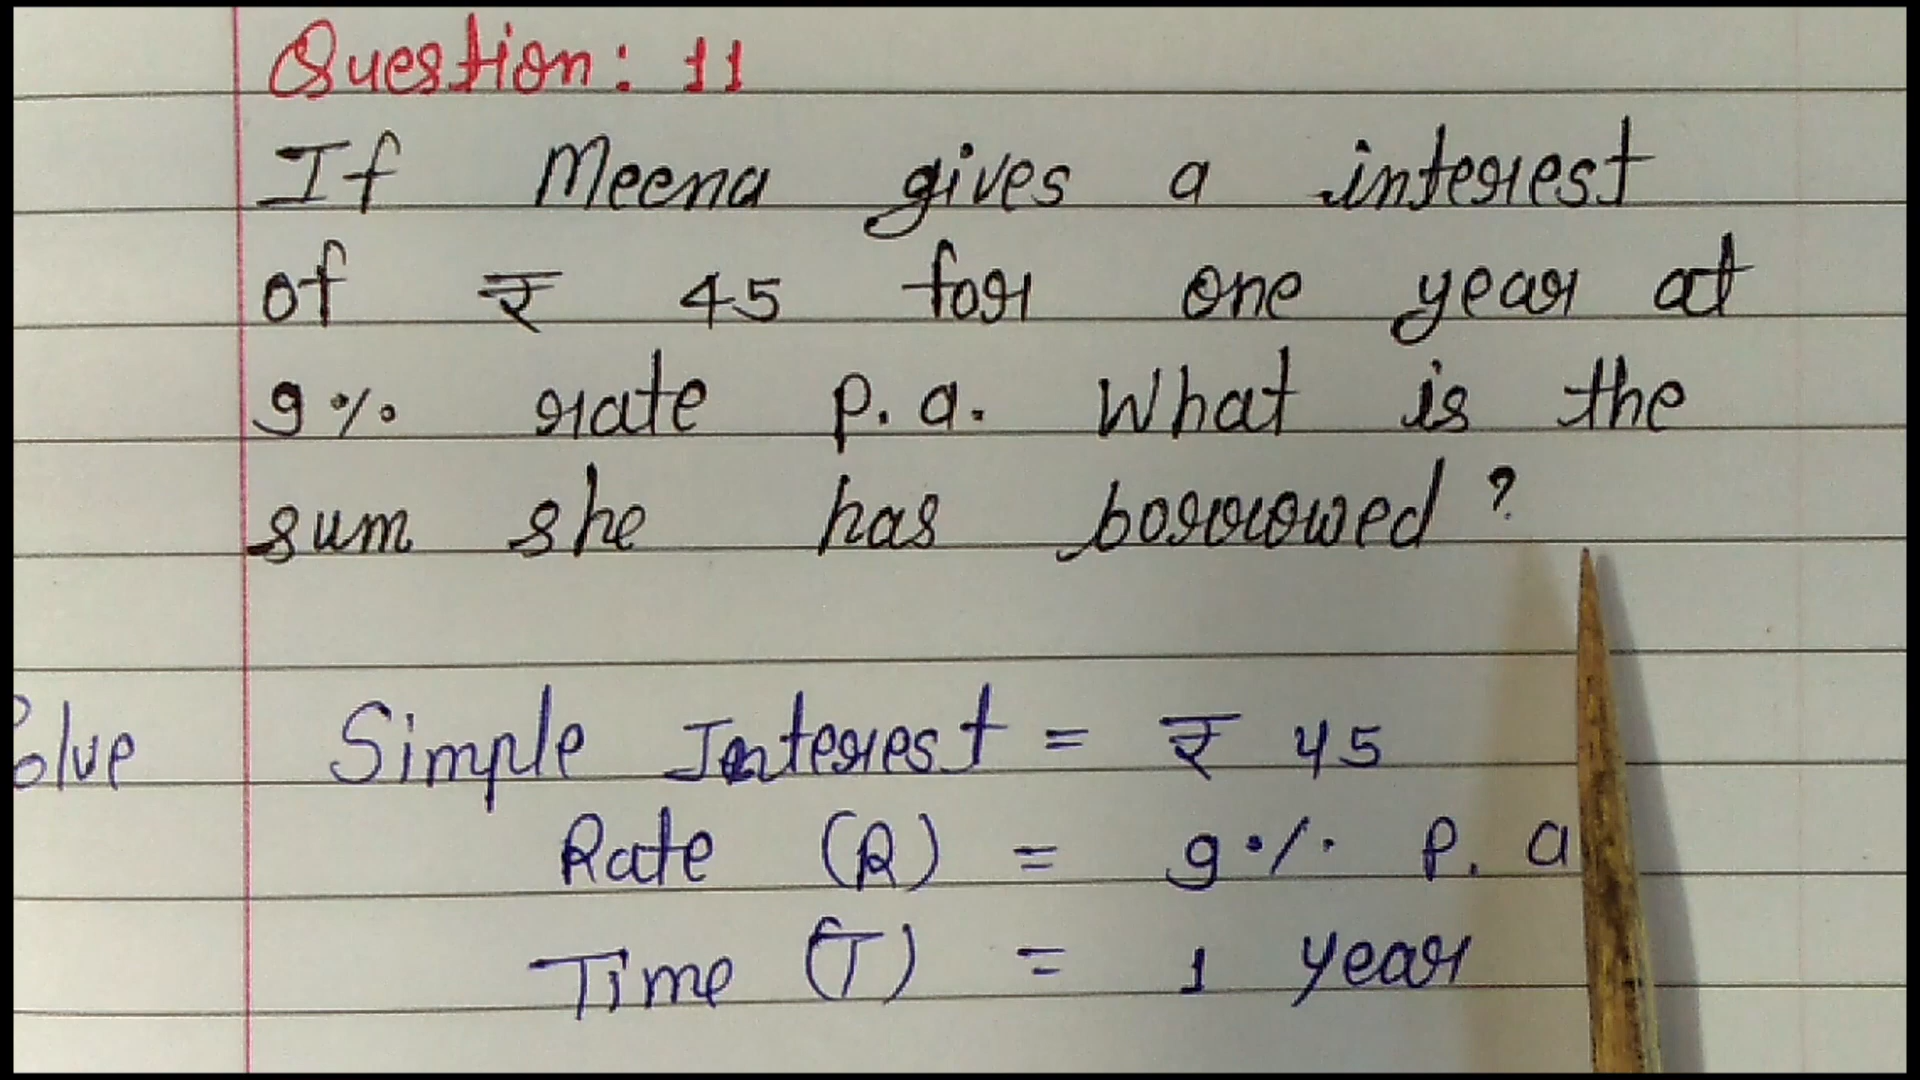 Question: 11
If Meena gives a interest
of ₹ 45 for one year at
9% rate p.a. What is the
sum she has borrowed?
Simple Interest = ₹ 45
Rate (R) = 9% P. a
Time (T) = 1 year